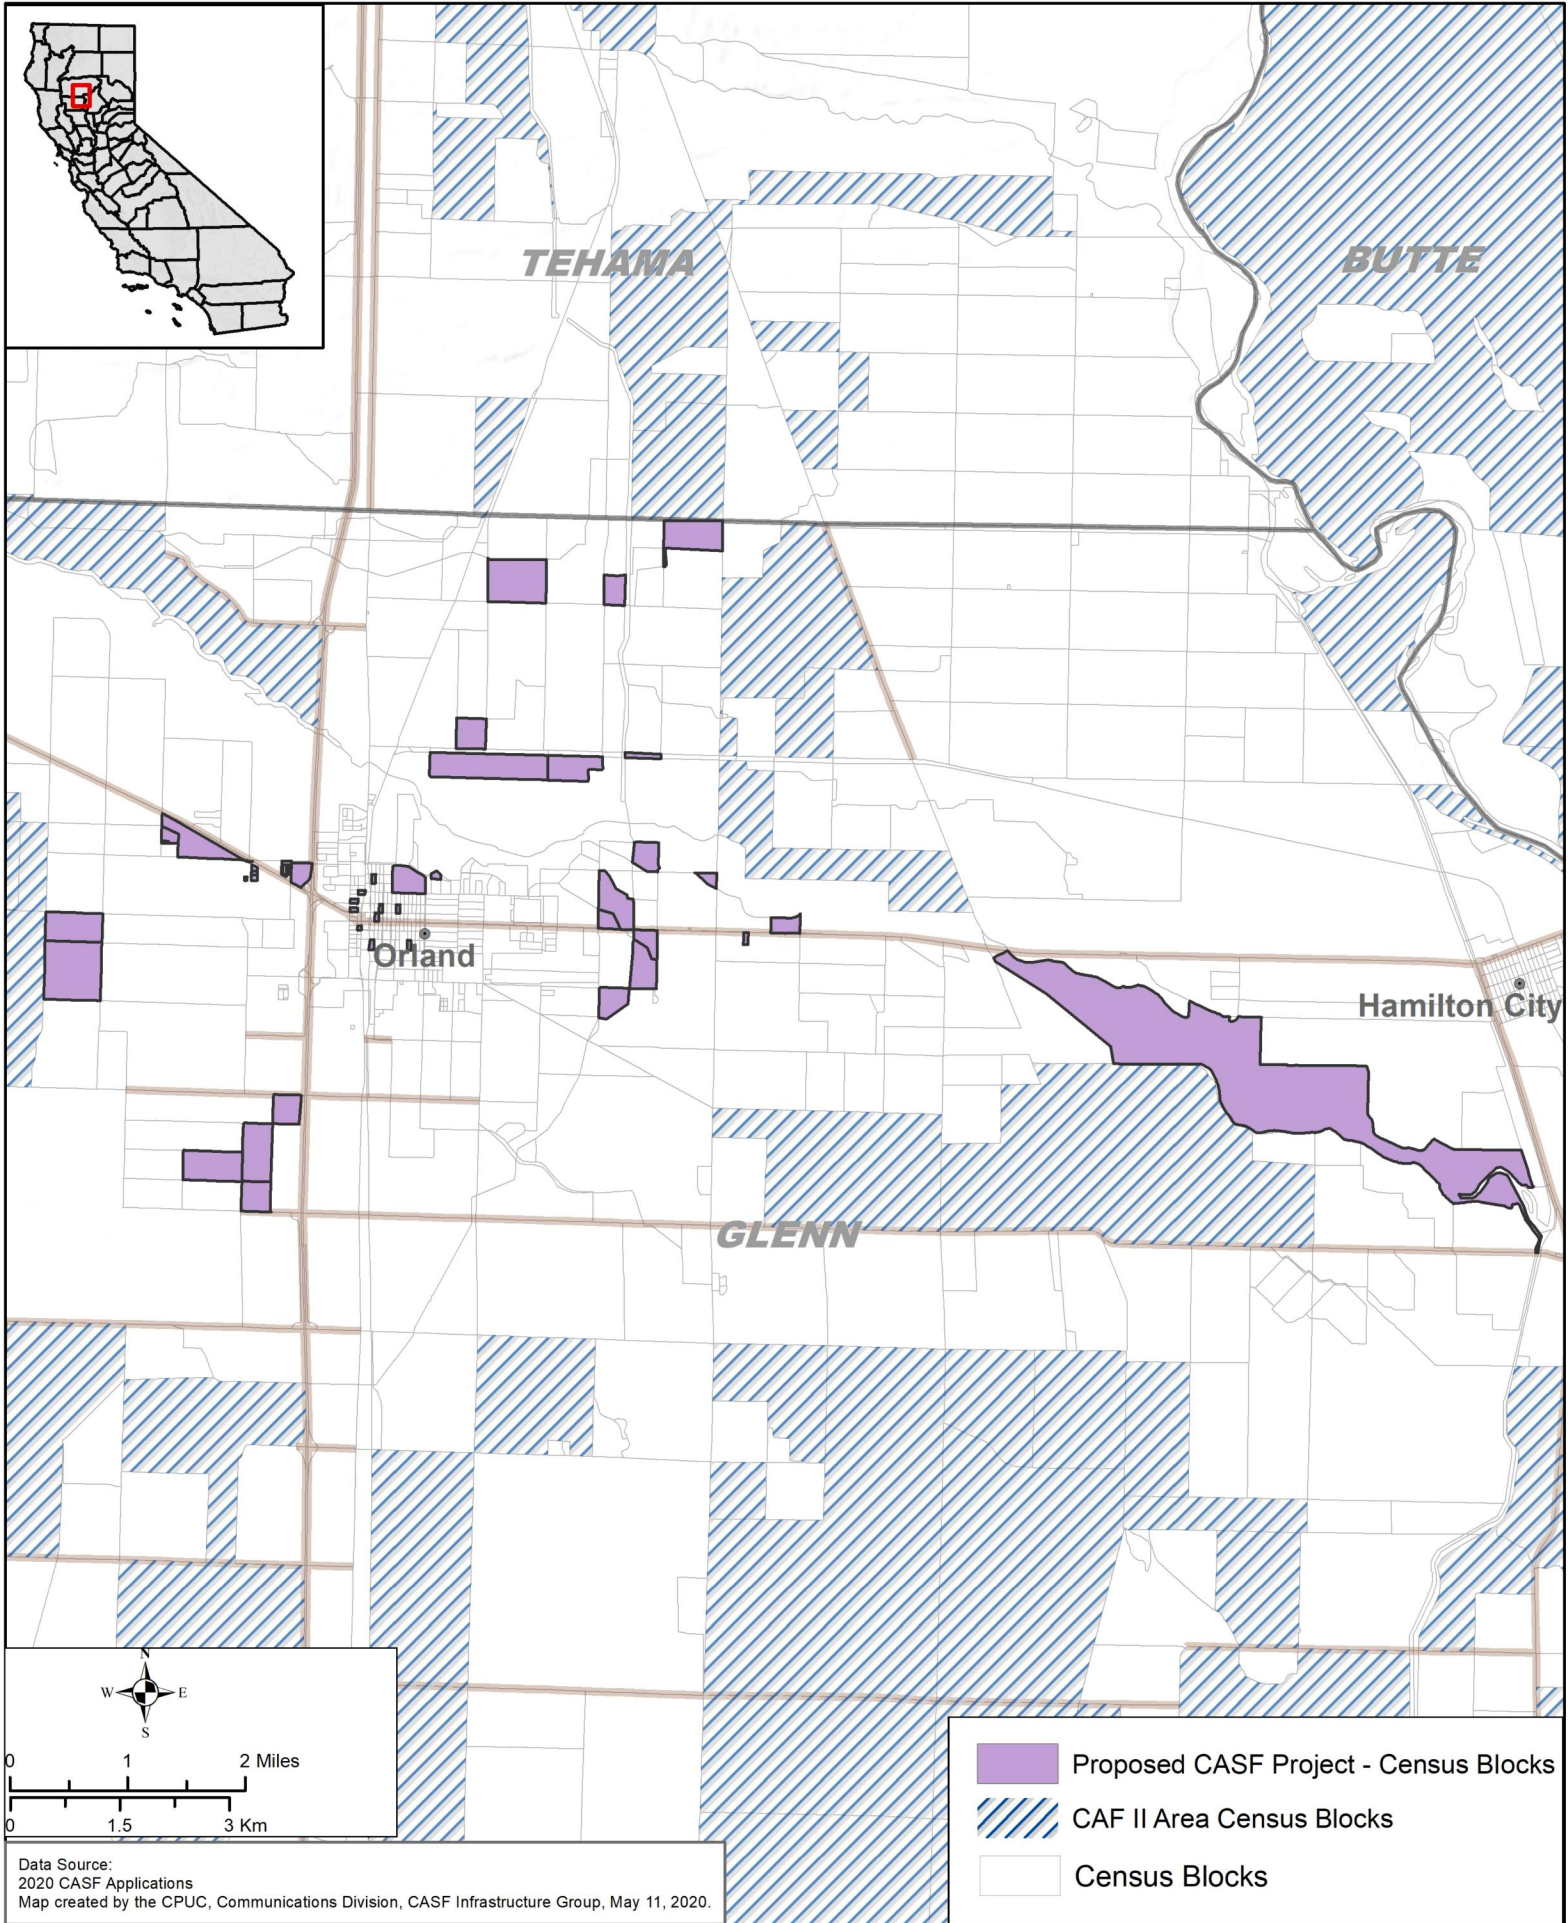 TEHAMA
BUTTE
Orland
Hamilton City
GLENN
N
W E
S
0 1 2 Miles
0 1.5 3 Km
Proposed CASF Project - Census Blocks
CAF II Area Census Blocks
Census Blocks
Data Source:
2020 CASF Applications
Map created by the CPUC, Communications Division, CASF Infrastructure Group, May 11, 2020.